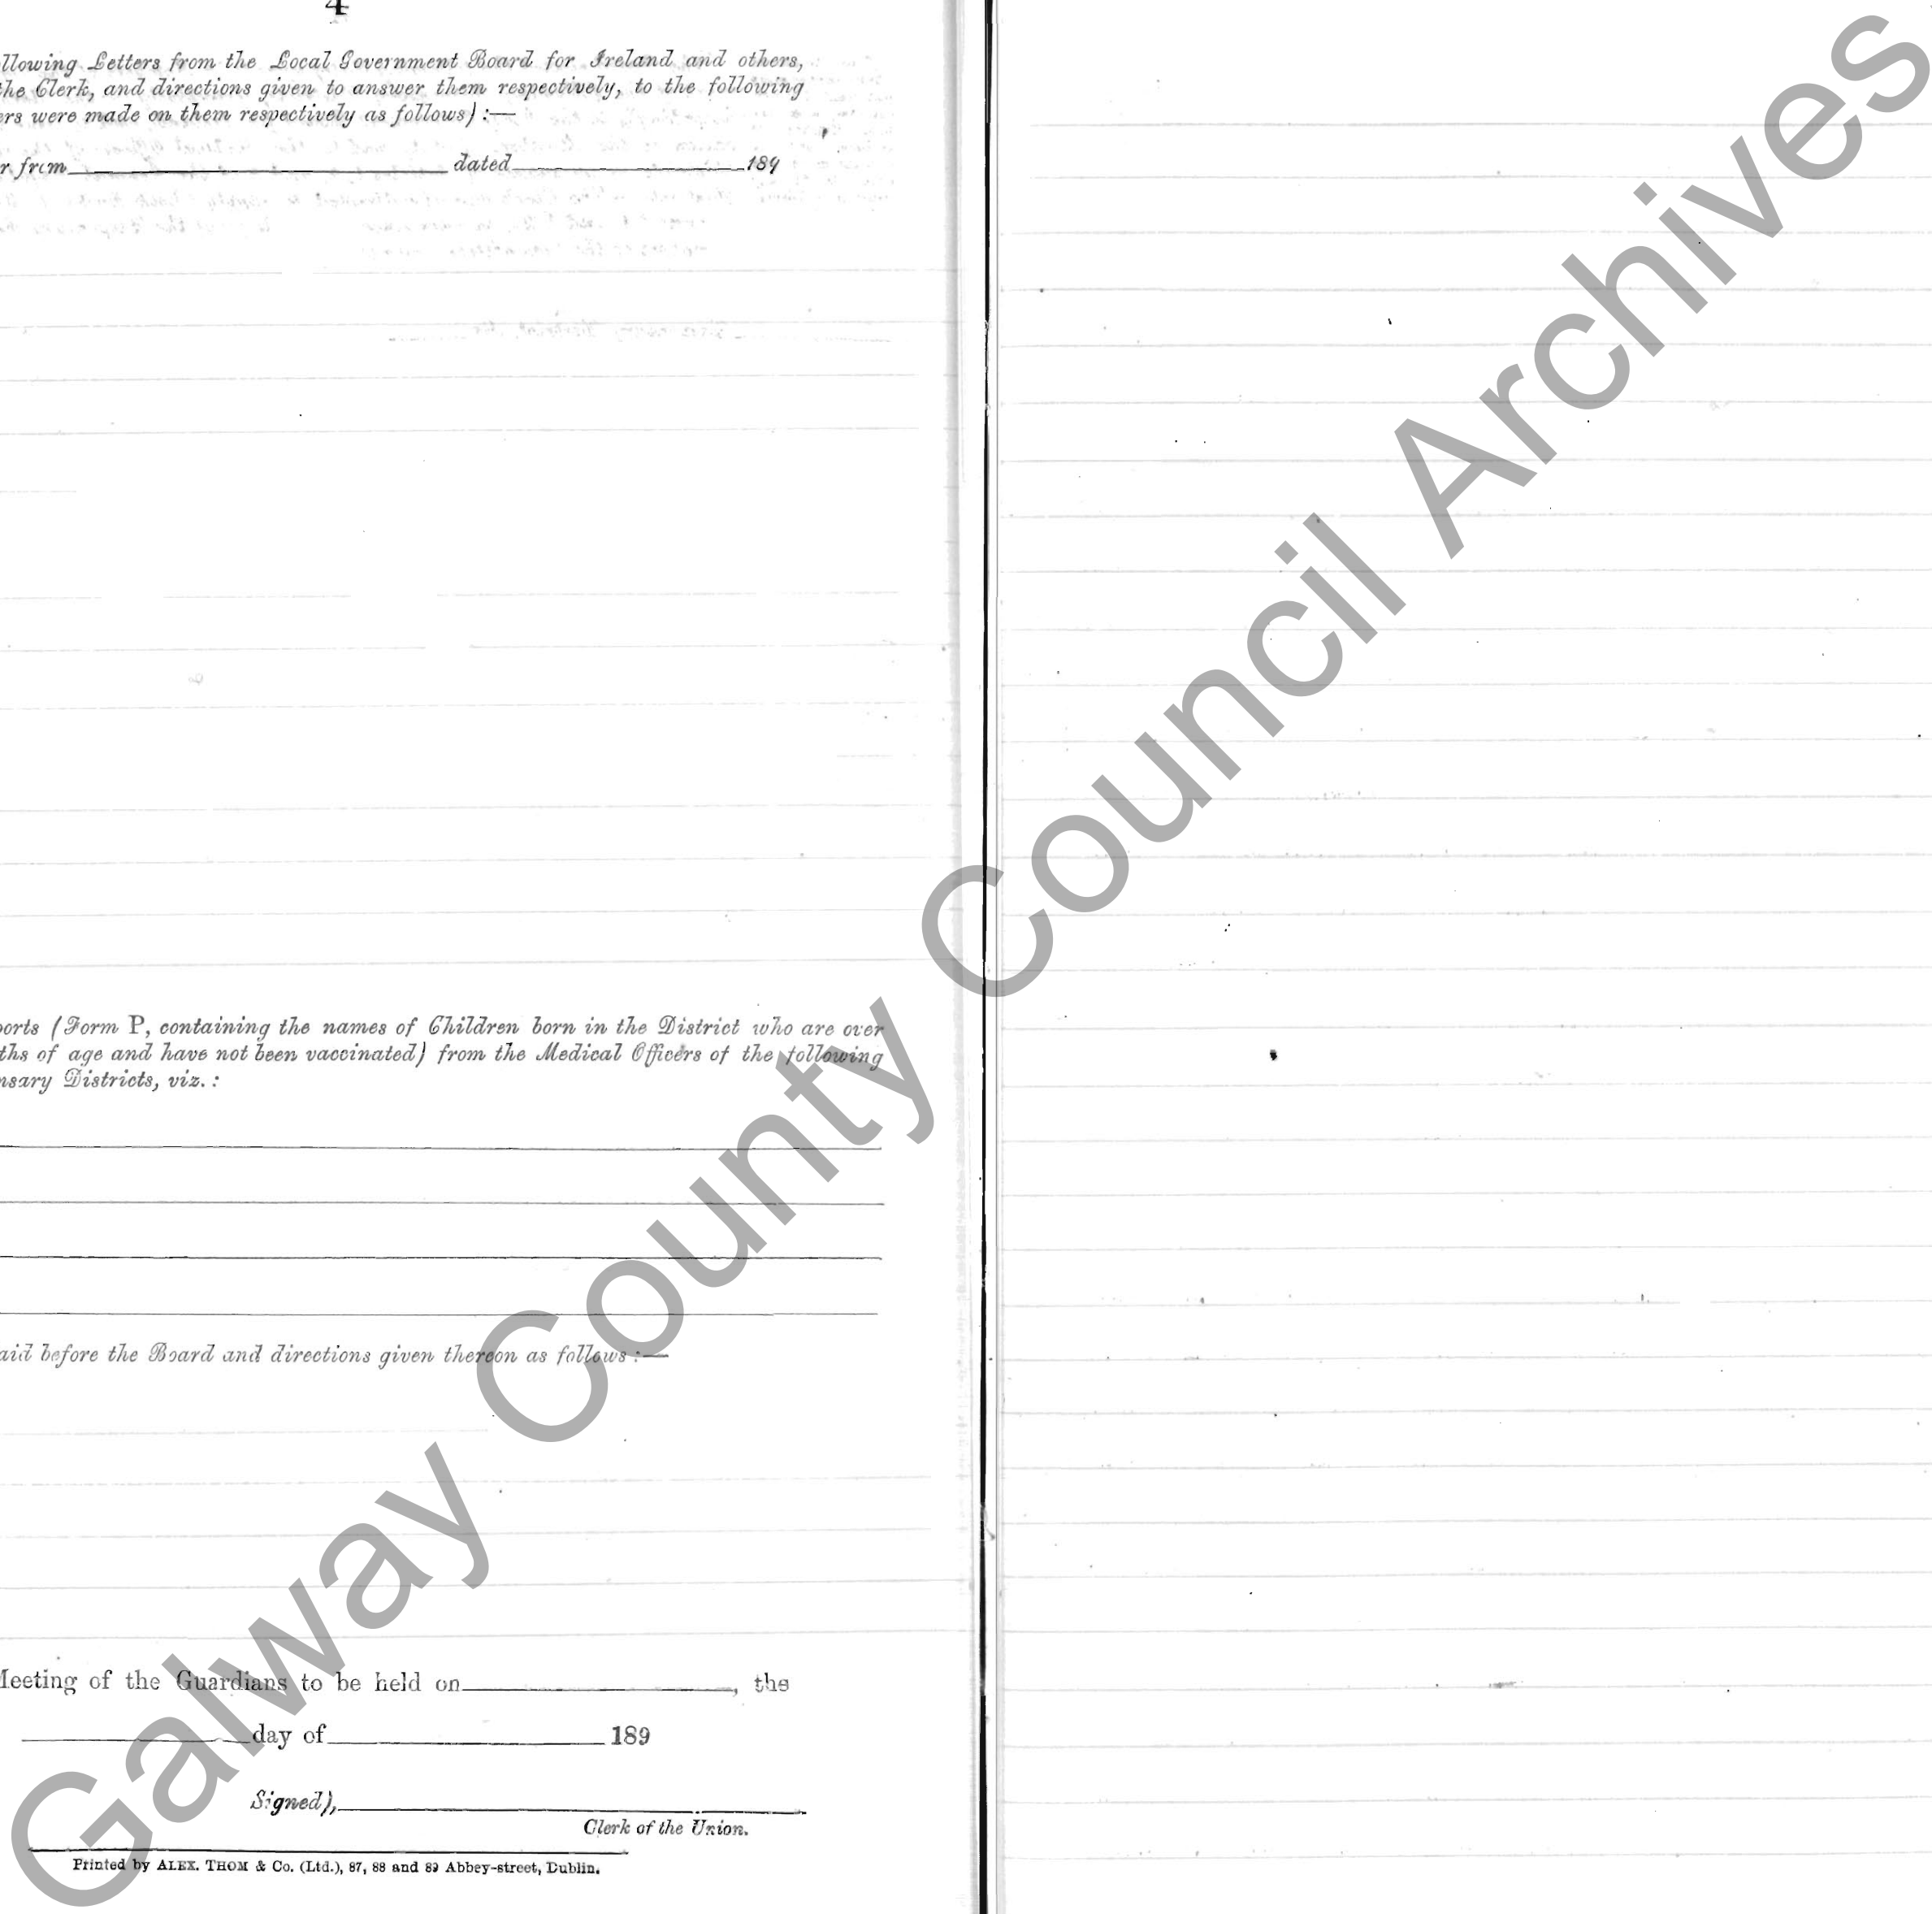 4
llowing Letters from the Local Government Board for Ireland and others,
the Clerk, and directions given to answer them respectively, to the following
ers were made on them respectively as follows) :—
r from dated 189
orts (Form P, containing the names of Children born in the District who are over
ths of age and have not been vaccinated) from the Medical Officers of the following
nsary Districts, viz. :
aid before the Board and directions given thereon as follows :—
Meeting of the Guardians to be held on , the
day of 189
Signed),
Clerk of the Union.
Printed by ALEX. THOM & Co. (Ltd.), 87, 88 and 89 Abbey-street, Dublin.
Galway County Council Archives